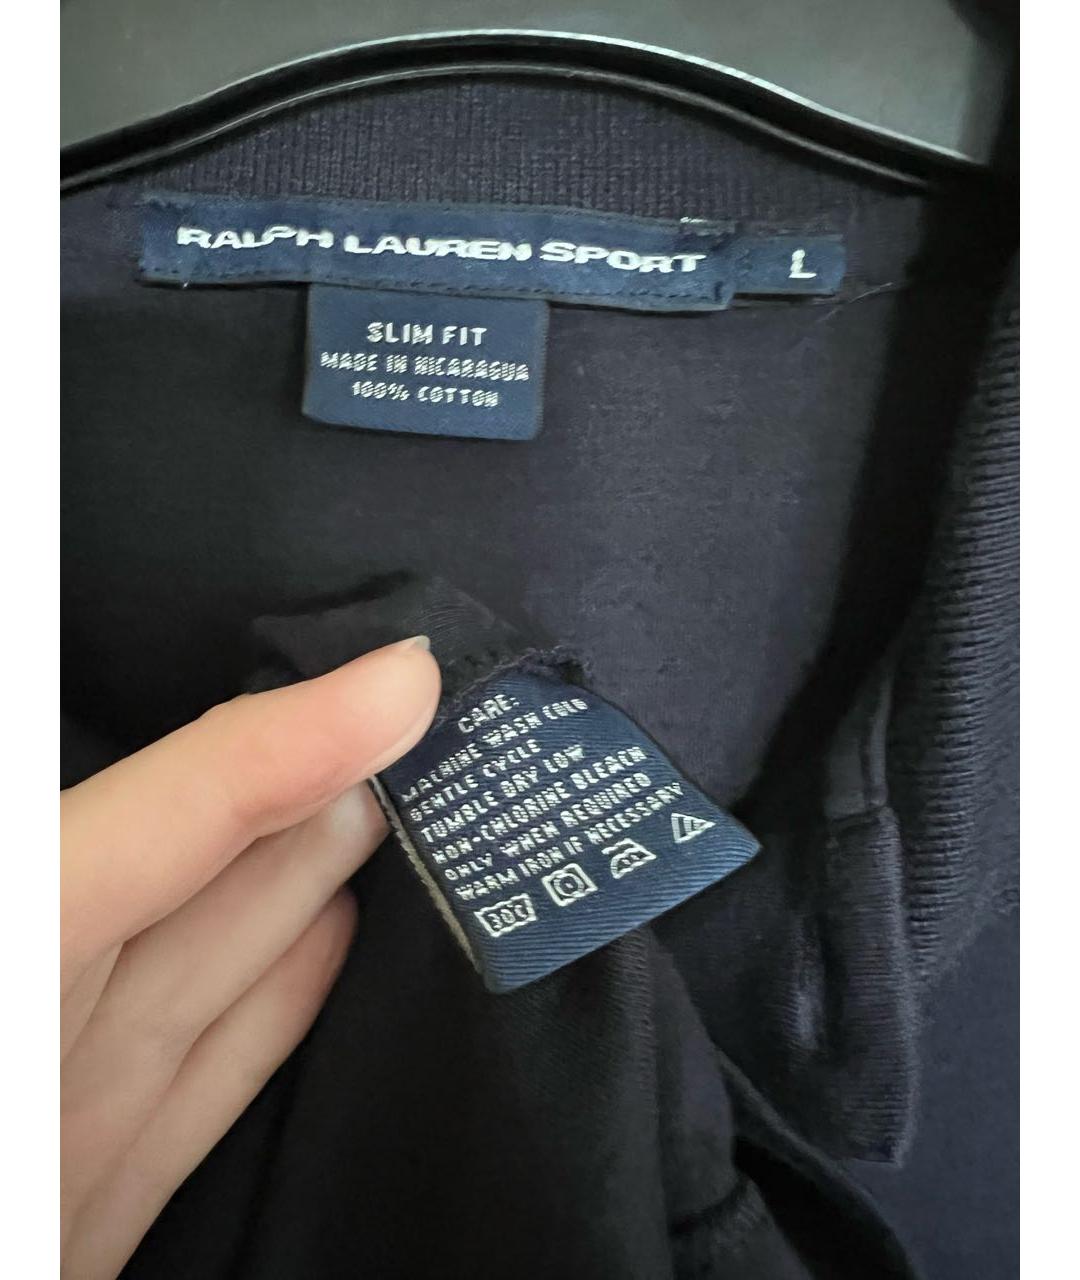 RALPH LAUREN SPORT
L
SLIM FIT
MADE IN NICARAGUA
100% COTTON
CARE:
MACHINE WASH COLD
GENTLE CYCLE
TUMBLE DRY LOW
NON-CHLORINE BLEACH
ONLY WHEN REQUIRED
WARM IRON IF NECESSARY
30C